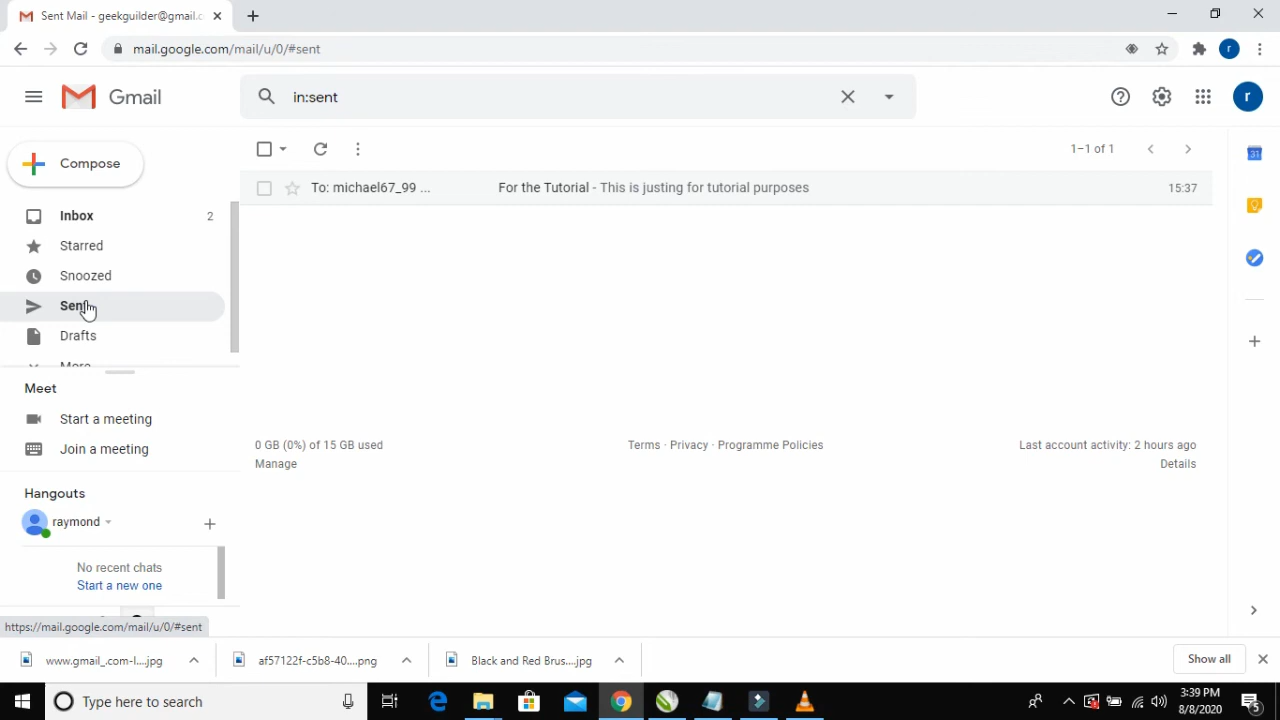 Sent Mail - geekguilder@gmail.c
mail.google.com/mail/u/0/#sent
r
Gmail
in:sent
r
Compose
1–1 of 1
31
To: michael67_99 ...
For the Tutorial - This is justing for tutorial purposes
15:37
Inbox
2
Starred
Snoozed
Sent
Drafts
More
Meet
Start a meeting
Join a meeting
0 GB (0%) of 15 GB used
Manage
Terms · Privacy · Programme Policies
Last account activity: 2 hours ago
Details
Hangouts
raymond
No recent chats
Start a new one
https://mail.google.com/mail/u/0/#sent
www.gmail_.com-l....jpg
af57122f-c5b8-40....png
Black and Red Brus....jpg
Show all
Type here to search
3:39 PM
8/8/2020
5